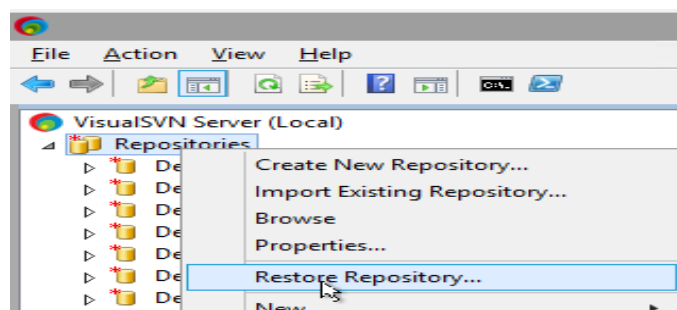 File Action View Help
VisualSVN Server (Local)
Repositories
De
Create New Repository...
De
Import Existing Repository...
De
Browse
De
Properties...
De
De
Restore Repository...
De
New